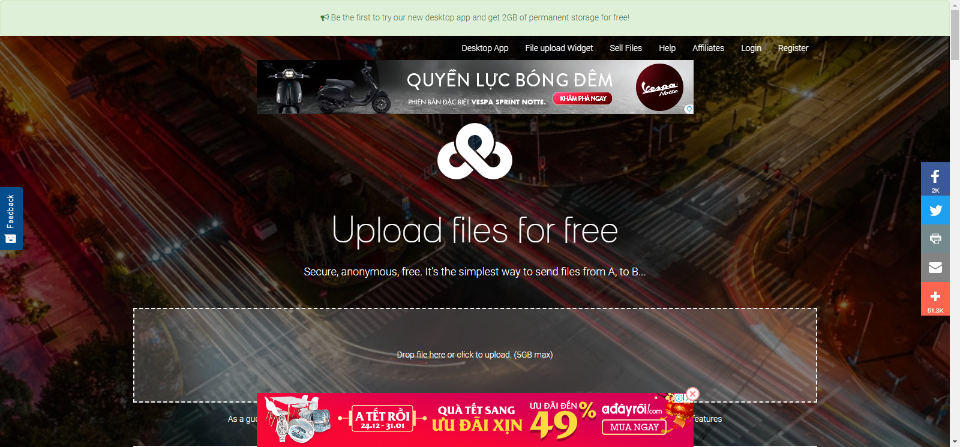 Be the first to try our new desktop app and get 2GB of permanent storage for free!
Desktop App File upload Widget Sell Files Help Affiliates Login Register
QUYỀN LỰC BÓNG ĐÊM
PHIÊN BẢN ĐẶC BIỆT VESPA SPRINT NOTTE.
KHÁM PHÁ NGAY
Vespa
Notte
Feedback
2K
Upload files for free
Secure, anonymous, free. It's the simplest way to send files from A, to B...
51.3K
Drop file here or click to upload. (5GB max)
As a gu
eatures
A TẾT RỒI
24.12 - 31.01
QUÀ TẾT SANG
ƯU ĐÃI XỊN
ƯU ĐÃI ĐẾN
49%
adayroi.com
MUA NGAY